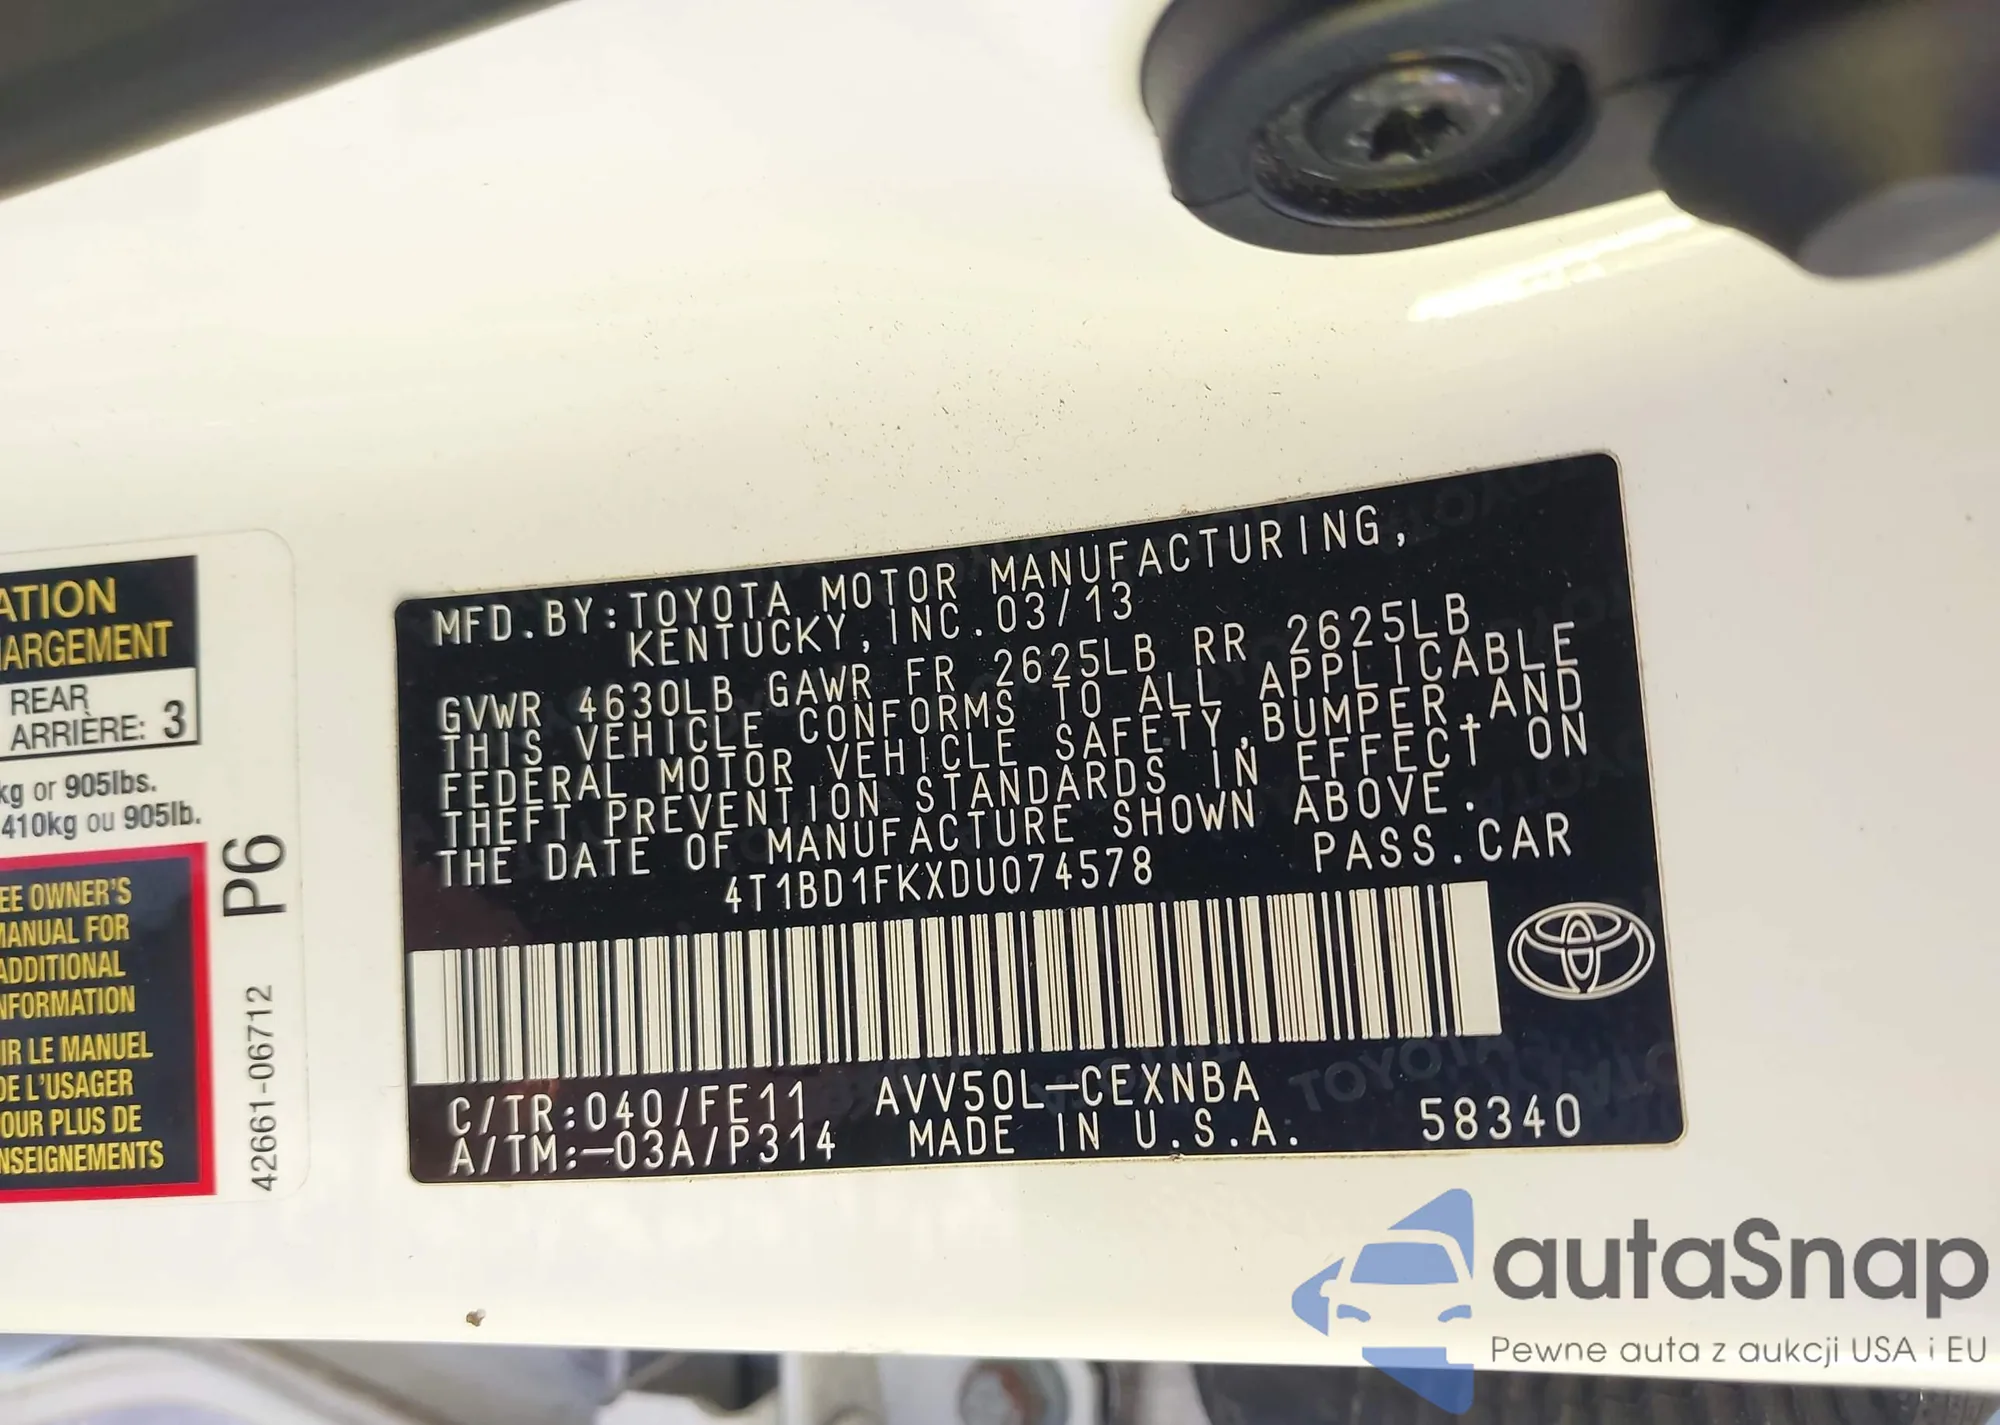 ATION
ARGEMENT
REAR
ARRIÈRE: 3
kg or 905lbs.
410kg ou 905lb.
EE OWNER'S
MANUAL FOR
ADDITIONAL
NFORMATION
IR LE MANUEL
DE L'USAGER
OUR PLUS DE
NSEIGNEMENTS
P6
42661-06712
MFD.BY:TOYOTA MOTOR MANUFACTURING,
KENTUCKY,INC.03/13
GVWR 4630LB GAWR FR 2625LB RR 2625LB
THIS VEHICLE CONFORMS TO ALL APPLICABLE
FEDERAL MOTOR VEHICLE SAFETY,BUMPER,AND
THEFT PREVENTION STANDARDS IN EFFECT ON
THE DATE OF MANUFACTURE SHOWN ABOVE.
4T1BD1FKXDU074578 PASS.CAR
C/TR:040/FE11 AVV50L-CEXNBA
A/TM:-03A/P314 MADE IN U.S.A. 58340
autaSnap
Pewne auta z aukcji USA i EU